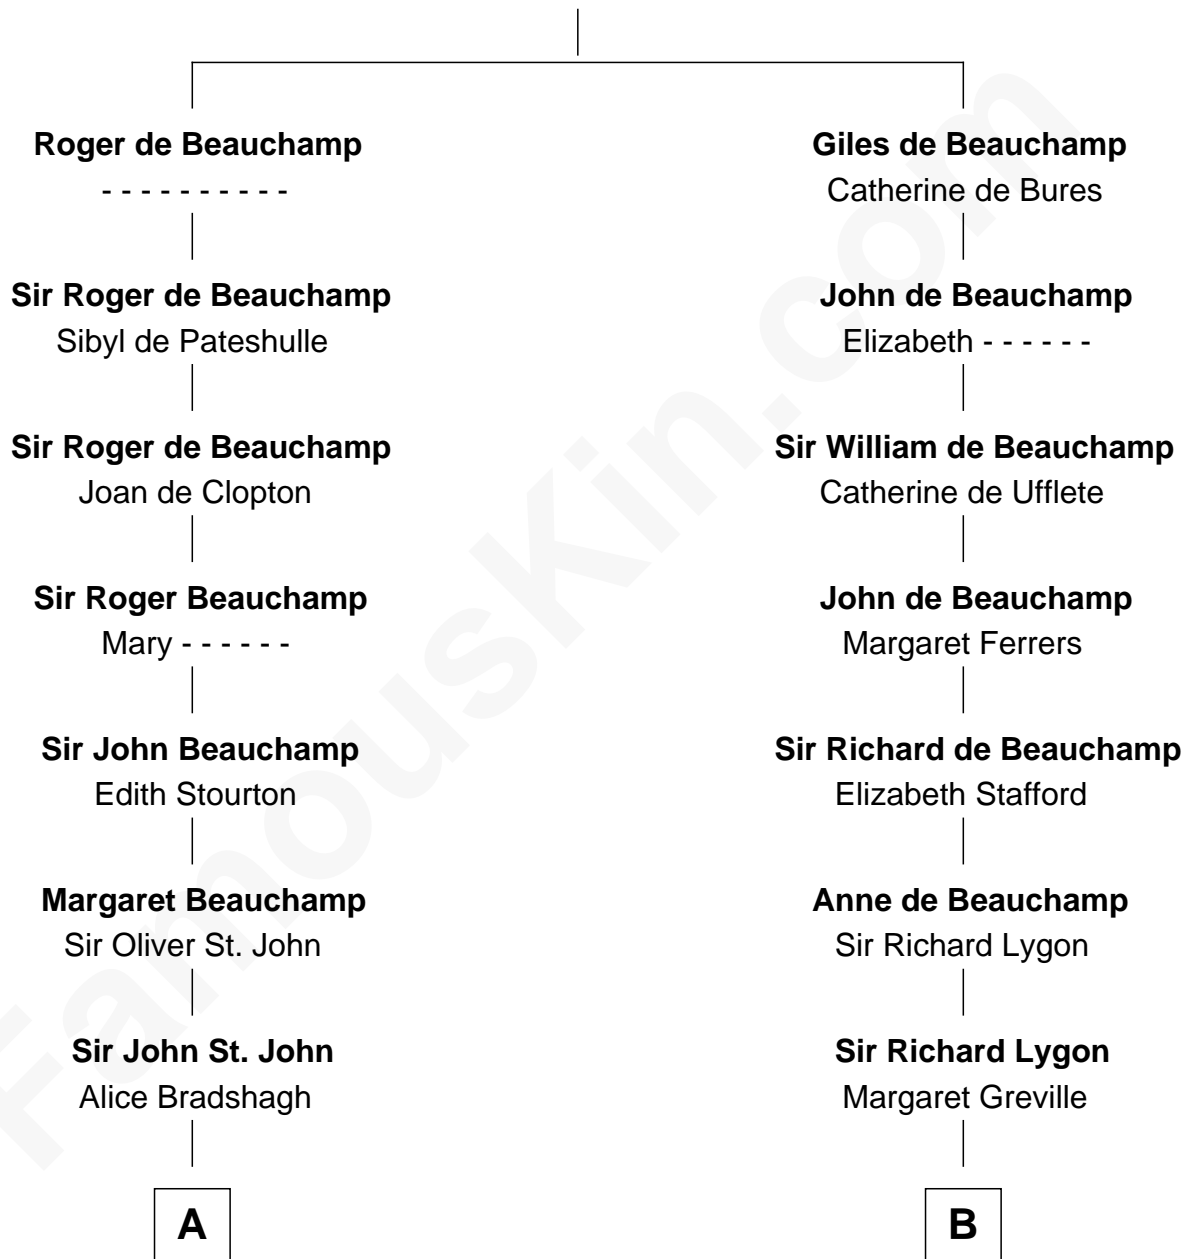 Roger de Beauchamp
- - - - - - - - - -
Sir Roger de Beauchamp
Sibyl de Pateshulle
Sir Roger de Beauchamp
Joan de Clopton
Sir Roger Beauchamp
Mary - - - - - -
Sir John Beauchamp
Edith Stourton
Margaret Beauchamp
Sir Oliver St. John
Sir John St. John
Alice Bradshagh
A
Giles de Beauchamp
Catherine de Bures
John de Beauchamp
Elizabeth - - - - - -
Sir William de Beauchamp
Catherine de Ufflete
John de Beauchamp
Margaret Ferrers
Sir Richard de Beauchamp
Elizabeth Stafford
Anne de Beauchamp
Sir Richard Lygon
Sir Richard Lygon
Margaret Greville
B
FamousKin.com